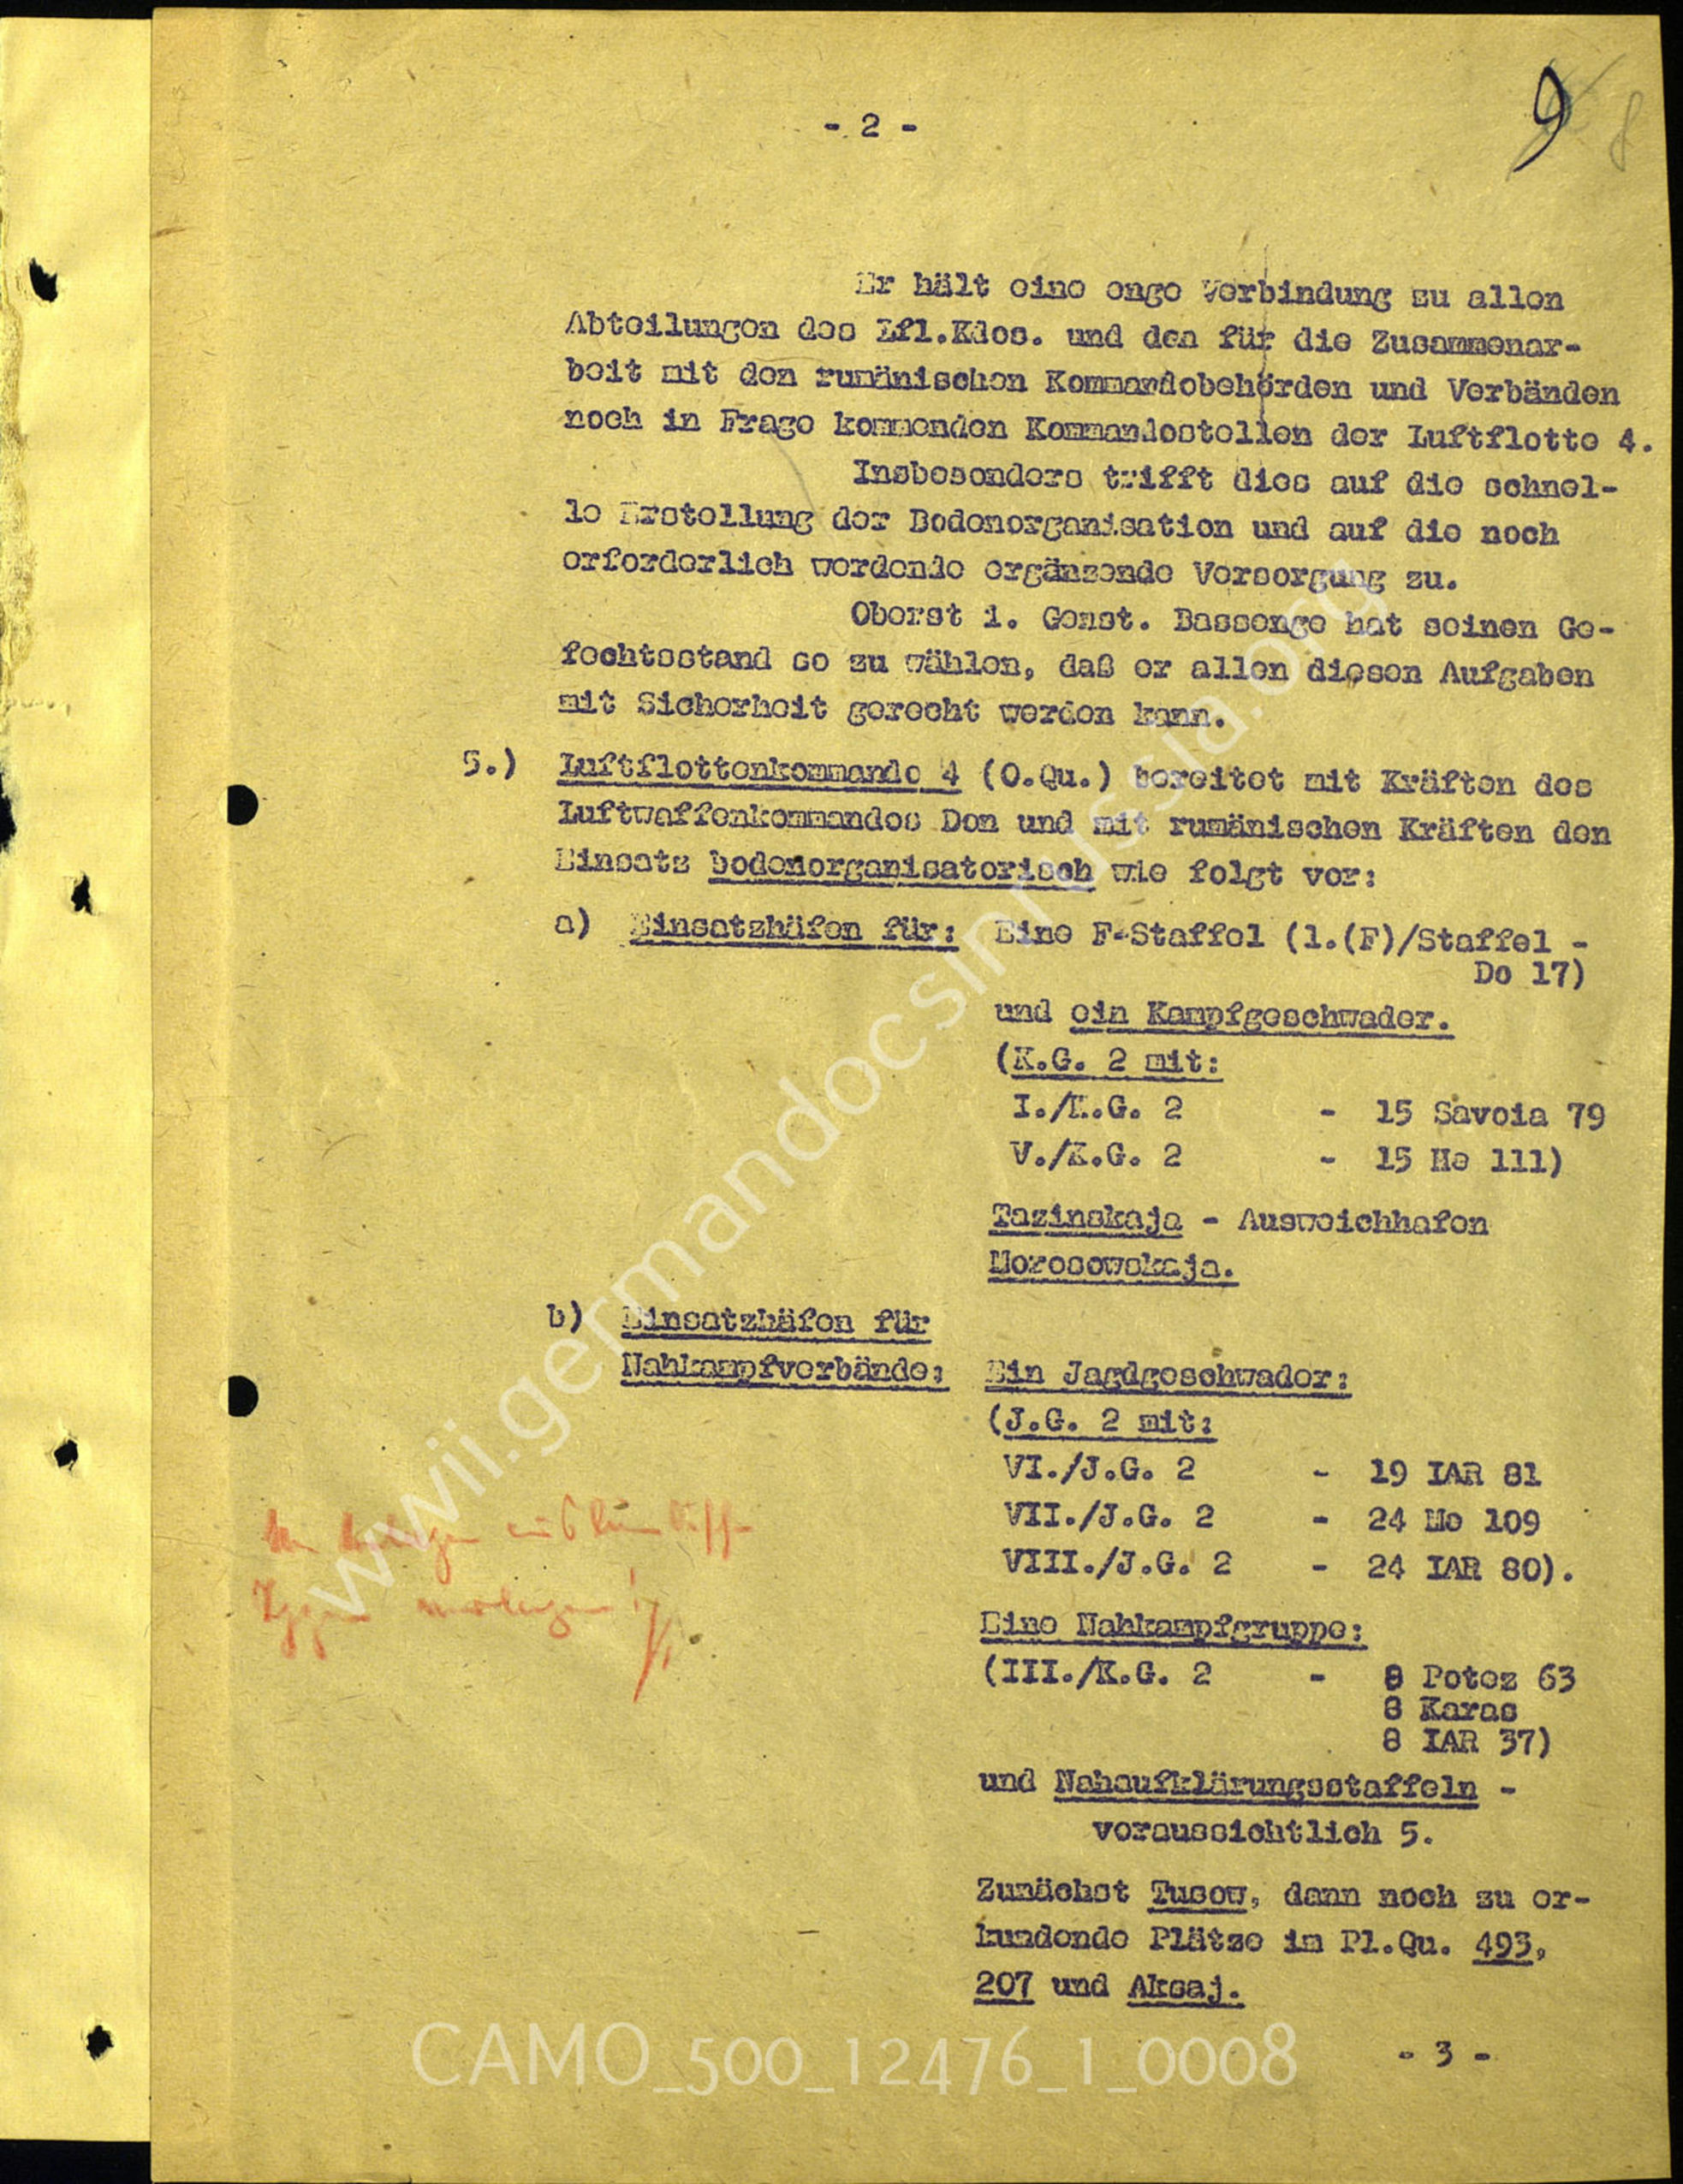 - 2 -
9
8
Er hält eine enge Verbindung zu allen
Abteilungen des Lfl.Kdos. und den für die Zusammenar-
beit mit den rumänischen Kommandobehörden und Verbänden
noch in Frage kommenden Kommandostellen der Luftflotte 4.
Insbesonders trifft dies auf die schnel-
le Erstellung der Bodenorganisation und auf die noch
erforderlich werdende ergänzende Versorgung zu.
Oberst i. Genst. Bassenge hat seinen Ge-
fechtsstand so zu wählen, daß er allen diesen Aufgaben
mit Sicherheit gerecht werden kann.
5.) Luftflottenkommando 4 (O.Qu.) bereitet mit Kräften des
Luftwaffenkommandos Don und mit rumänischen Kräften den
Einsatz bodenorganisatorisch wie folgt vor:
a) Einsatzhäfen für: Eine F-Staffel (1.(F)/Staffel -
Do 17)
und ein Kampfgeschwader.
(K.G. 2 mit:
I./K.G. 2 - 15 Savoia 79
V./K.G. 2 - 15 He 111)
Tazinskaja - Ausweichhafen
Morosowskaja.
b) Einsatzhäfen für
Nahkampfverbände: Ein Jagdgeschwader:
(J.G. 2 mit:
VI./J.G. 2 - 19 IAR 81
VII./J.G. 2 - 24 Me 109
VIII./J.G. 2 - 24 IAR 80).
Eine Nahkampfgruppe:
(III./K.G. 2 - 8 Potez 63
8 Karas
8 IAR 37)
und Nahaufklärungsstaffeln -
voraussichtlich 5.
Zunächst Tusow, dann noch zu er-
kundende Plätze in Pl.Qu. 493,
207 und Aksaj.
- 3 -
wwii.germandocsinrussia.org
CAMO_500_12476_1_0008